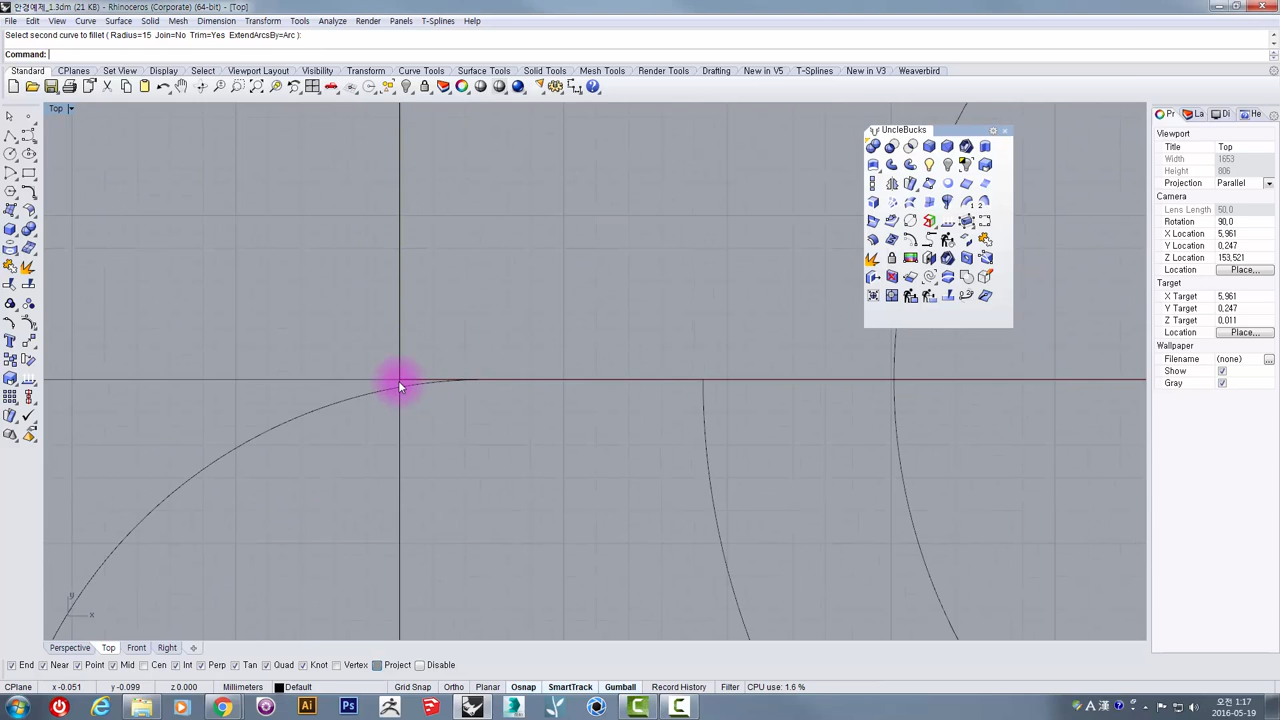 안경예제_1.3dm (21 KB) - Rhinoceros (Corporate) (64-bit) - [Top]
File Edit View Curve Surface Solid Mesh Dimension Transform Tools Analyze Render Panels T-Splines Help
Select second curve to fillet ( Radius=15 Join=No Trim=Yes ExtendArcsBy=Arc ):
Command:
Standard CPlanes Set View Display Select Viewport Layout Visibility Transform Curve Tools Surface Tools Solid Tools Mesh Tools Render Tools Drafting New in V5 T-Splines New in V3 Weaverbird
Top
UncleBucks
Pr La Di He
Viewport
Title Top
Width 1653
Height 806
Projection Parallel
Camera
Lens Length 50,0
Rotation 90,0
X Location 5,961
Y Location 0,247
Z Location 153,521
Location Place...
Target
X Target 5,961
Y Target 0,247
Z Target 0,011
Location Place...
Wallpaper
Filename (none)
Show
Gray
y
x
Perspective Top Front Right
End Near Point Mid Cen Int Perp Tan Quad Knot Vertex Project Disable
CPlane x -0.051 y -0.099 z 0.000 Millimeters Default Grid Snap Ortho Planar Osnap SmartTrack Gumball Record History Filter CPU use: 1.6 %
Ai Ps A 漢 오전 1:17
2016-05-19